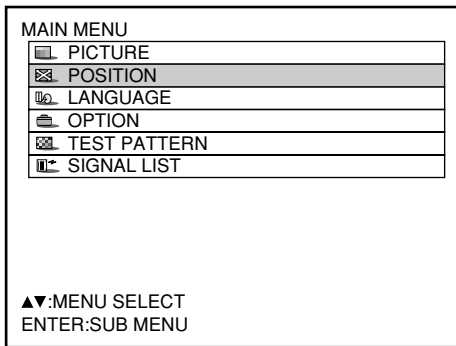 MAIN MENU
PICTURE
POSITION
LANGUAGE
OPTION
TEST PATTERN
SIGNAL LIST
▲▼:MENU SELECT
ENTER:SUB MENU